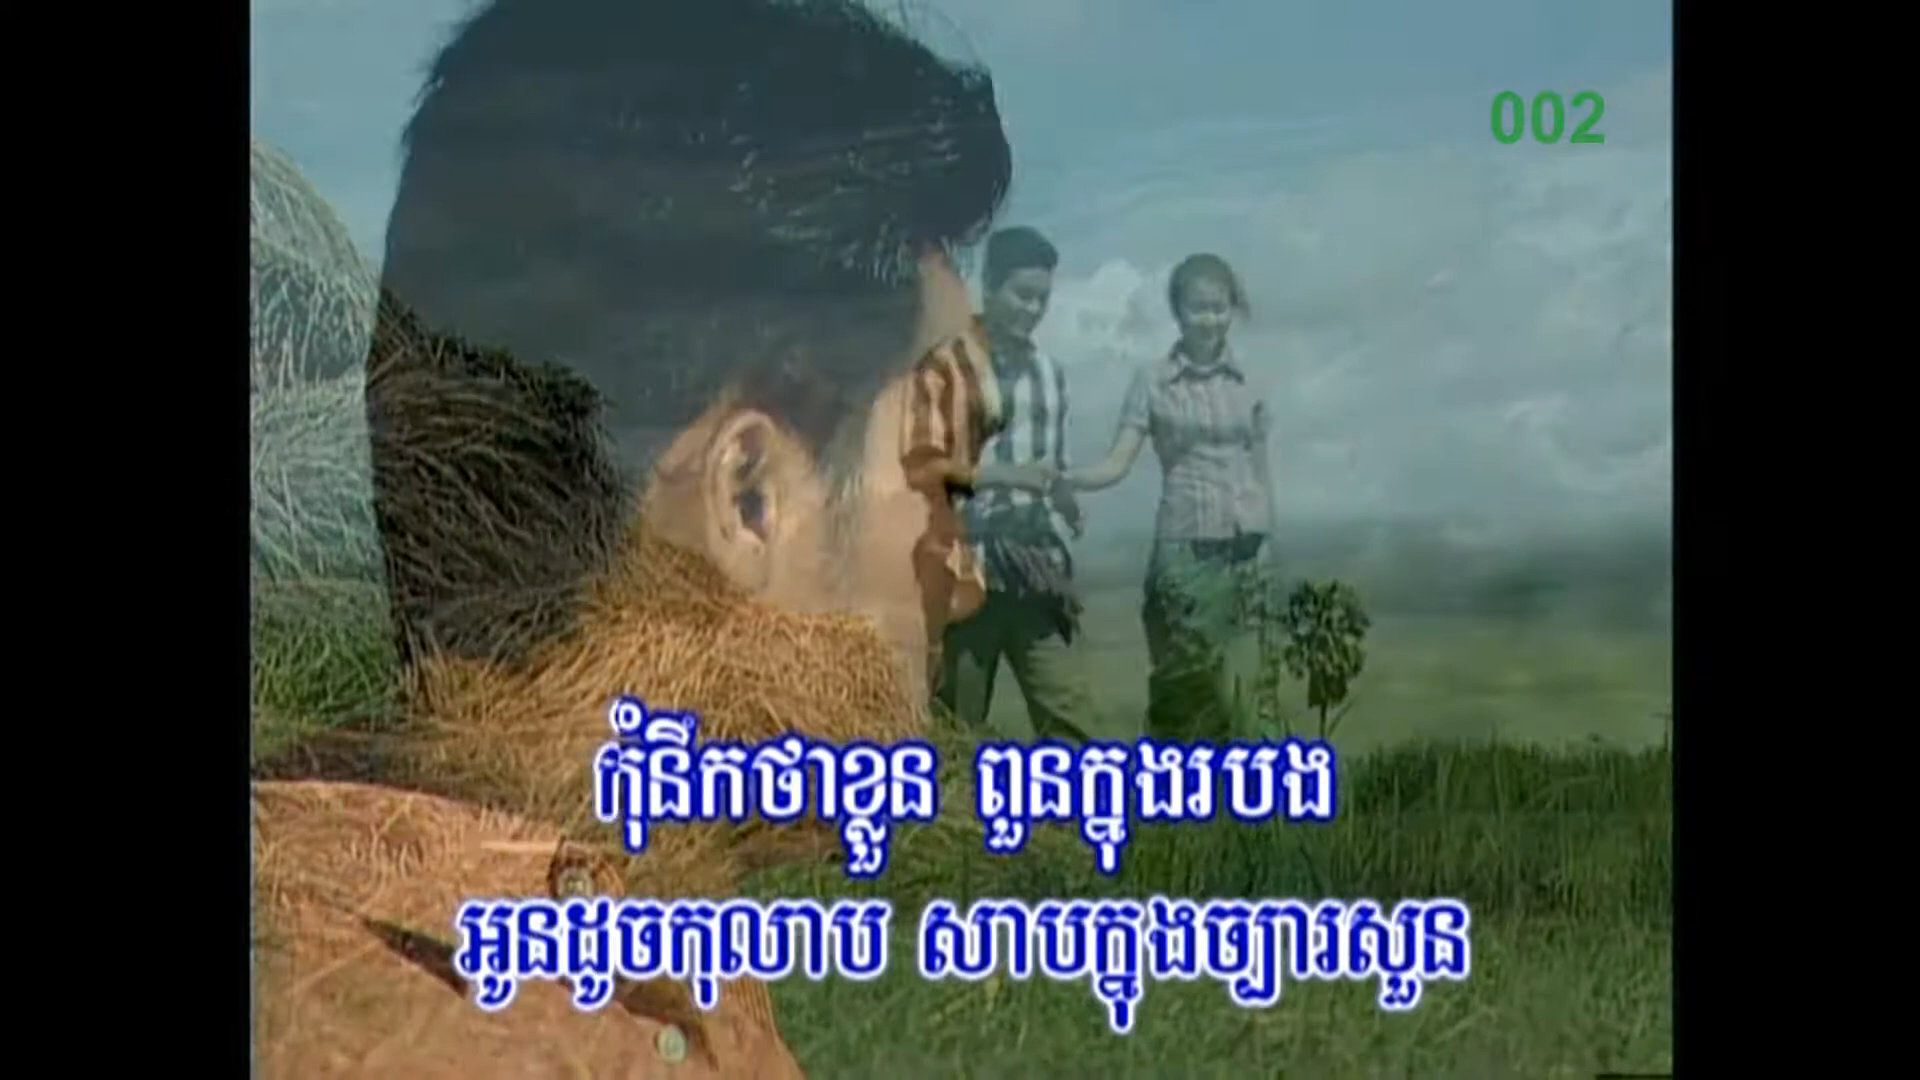 002
កុំនឹកថាខ្លួន ពួនក្នុងរបង
អូនដូចកុលាប សាបក្នុងច្បារសួន